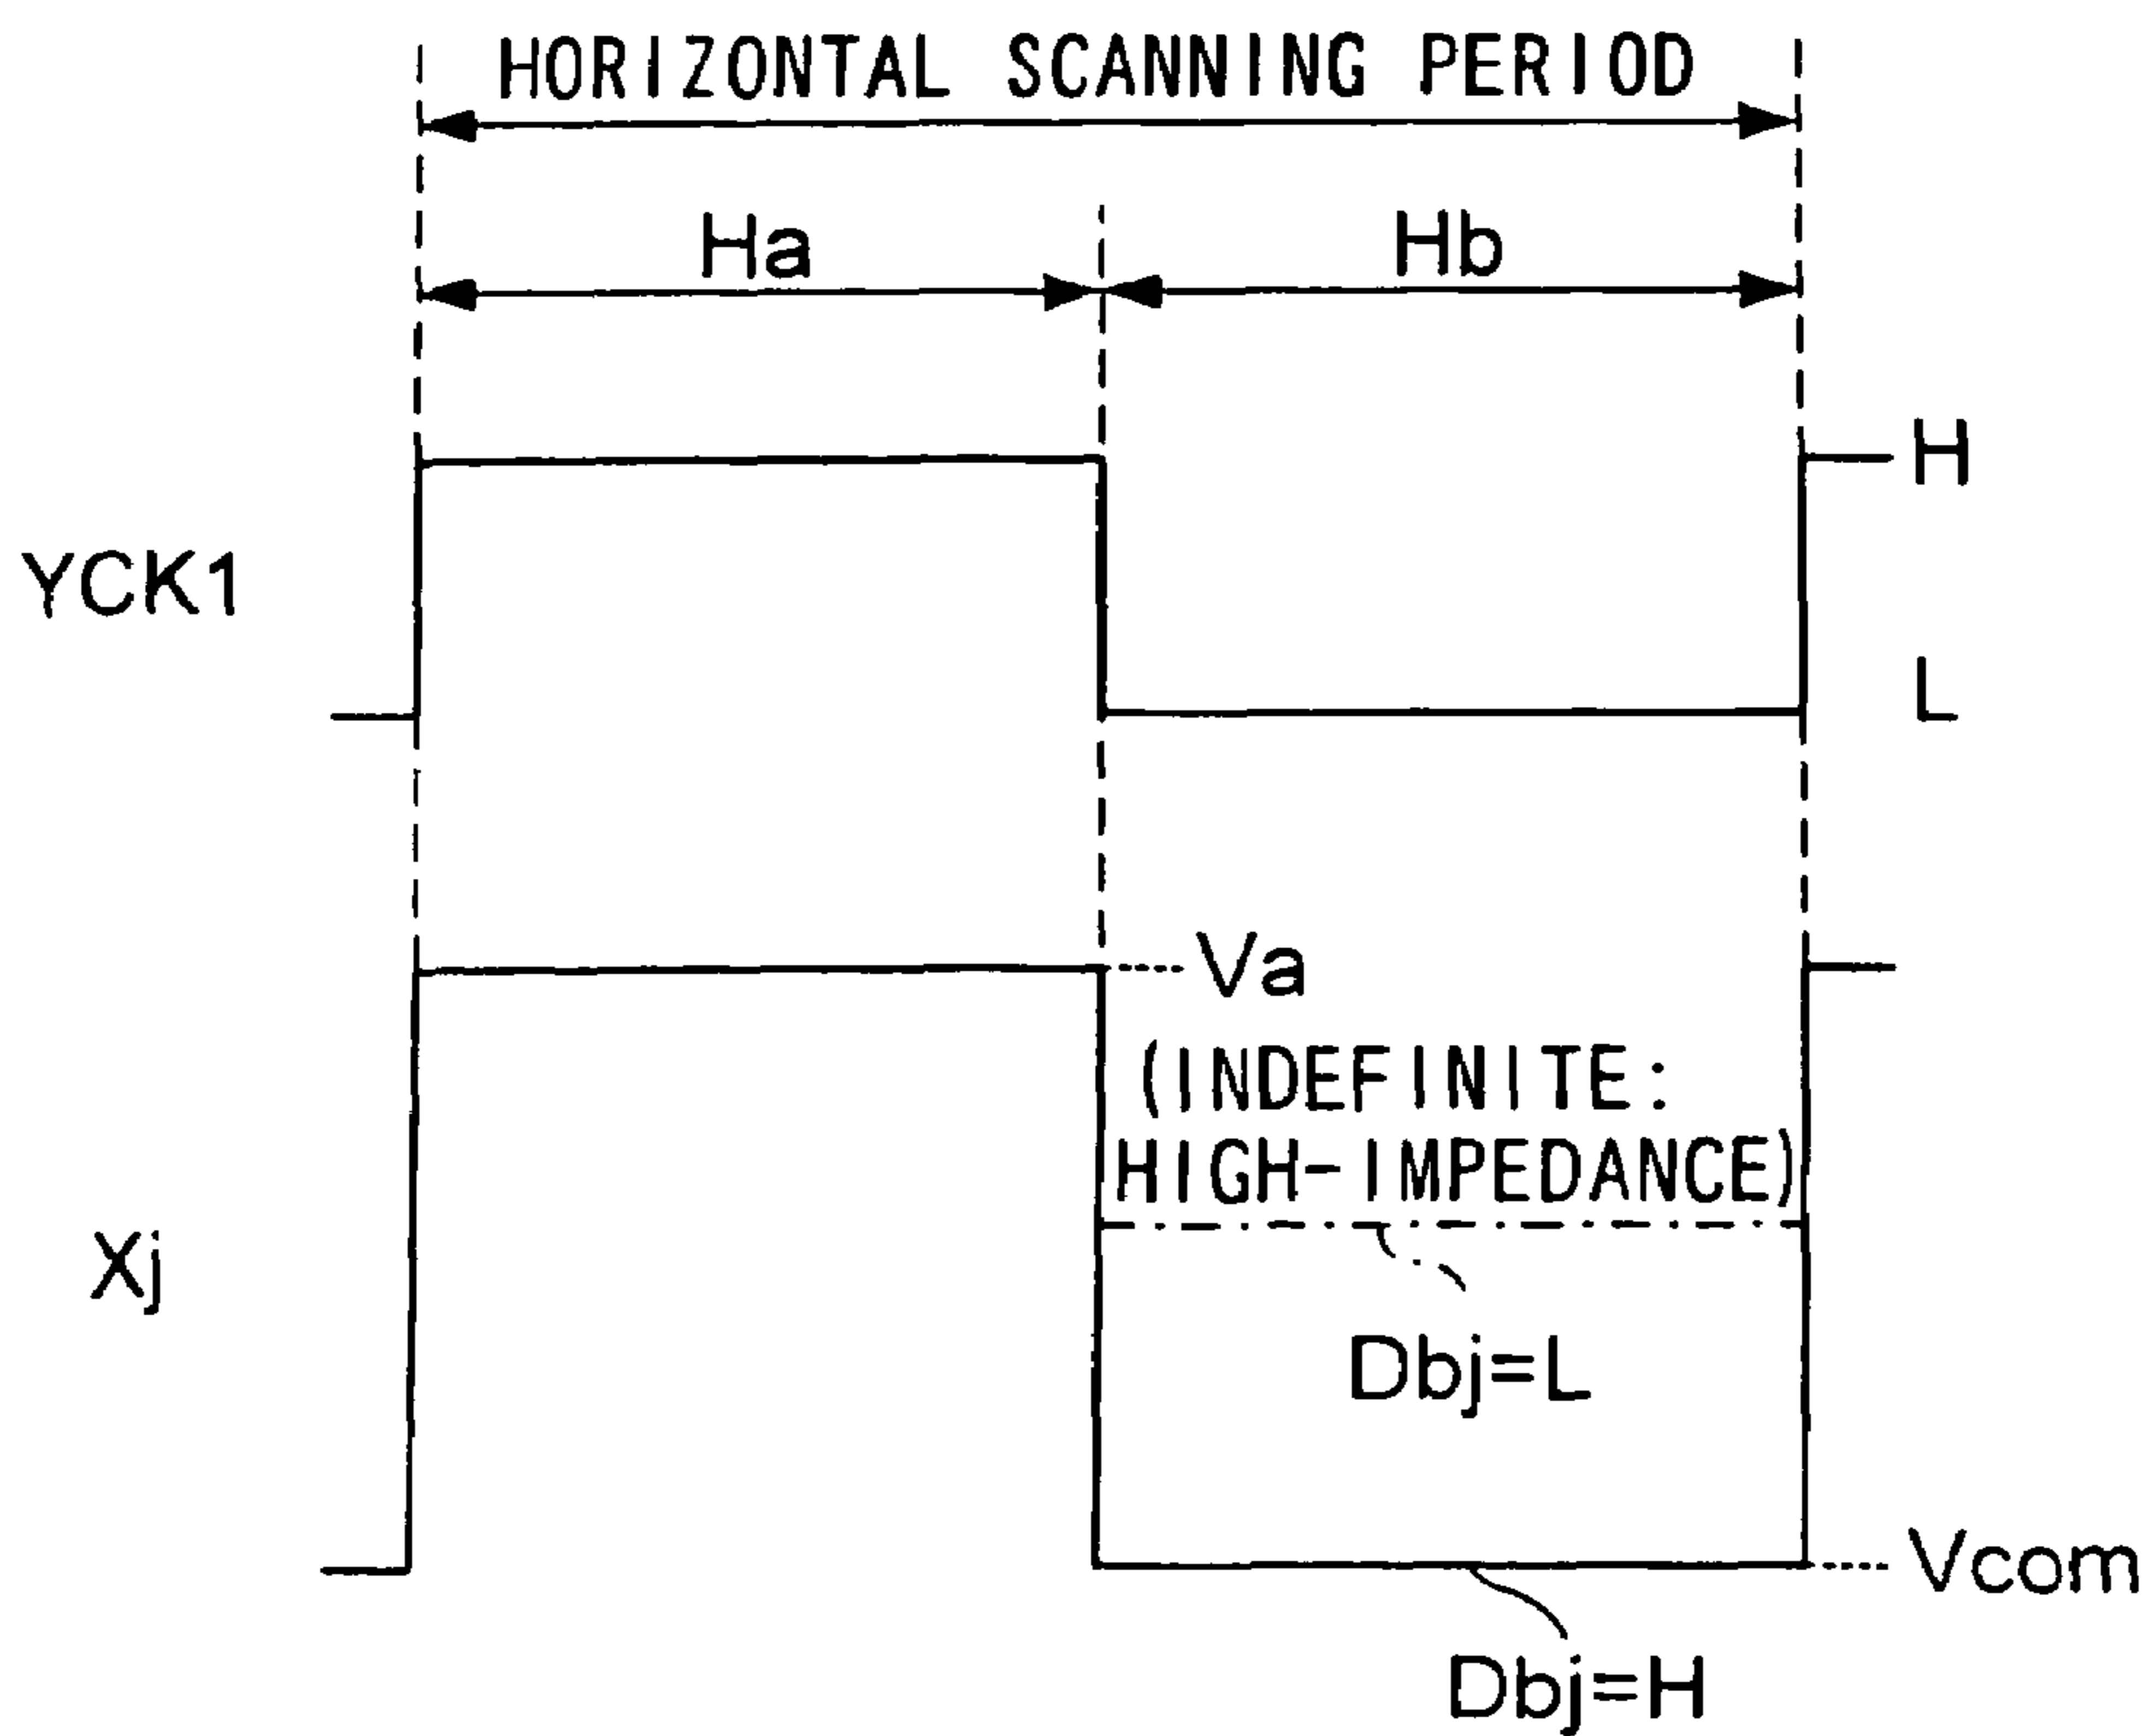 HORIZONTAL SCANNING PERIOD
Ha
Hb
H
YCK1
L
Va
(INDEFINITE:
HIGH-IMPEDANCE)
Xj
Dbj=L
Vcom
Dbj=H